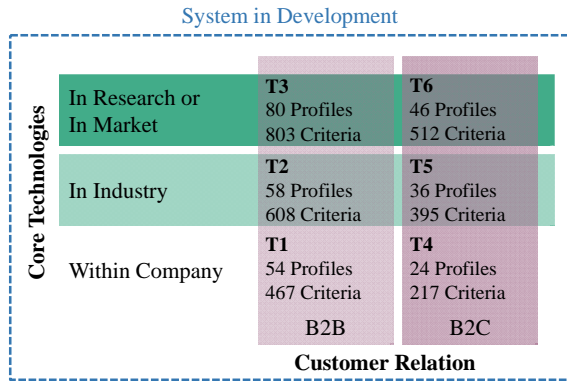 System in Development
Core Technologies
In Research or
In Market
T3
80 Profiles
803 Criteria
T6
46 Profiles
512 Criteria
In Industry
T2
58 Profiles
608 Criteria
T5
36 Profiles
395 Criteria
Within Company
T1
54 Profiles
467 Criteria
T4
24 Profiles
217 Criteria
B2B
B2C
Customer Relation